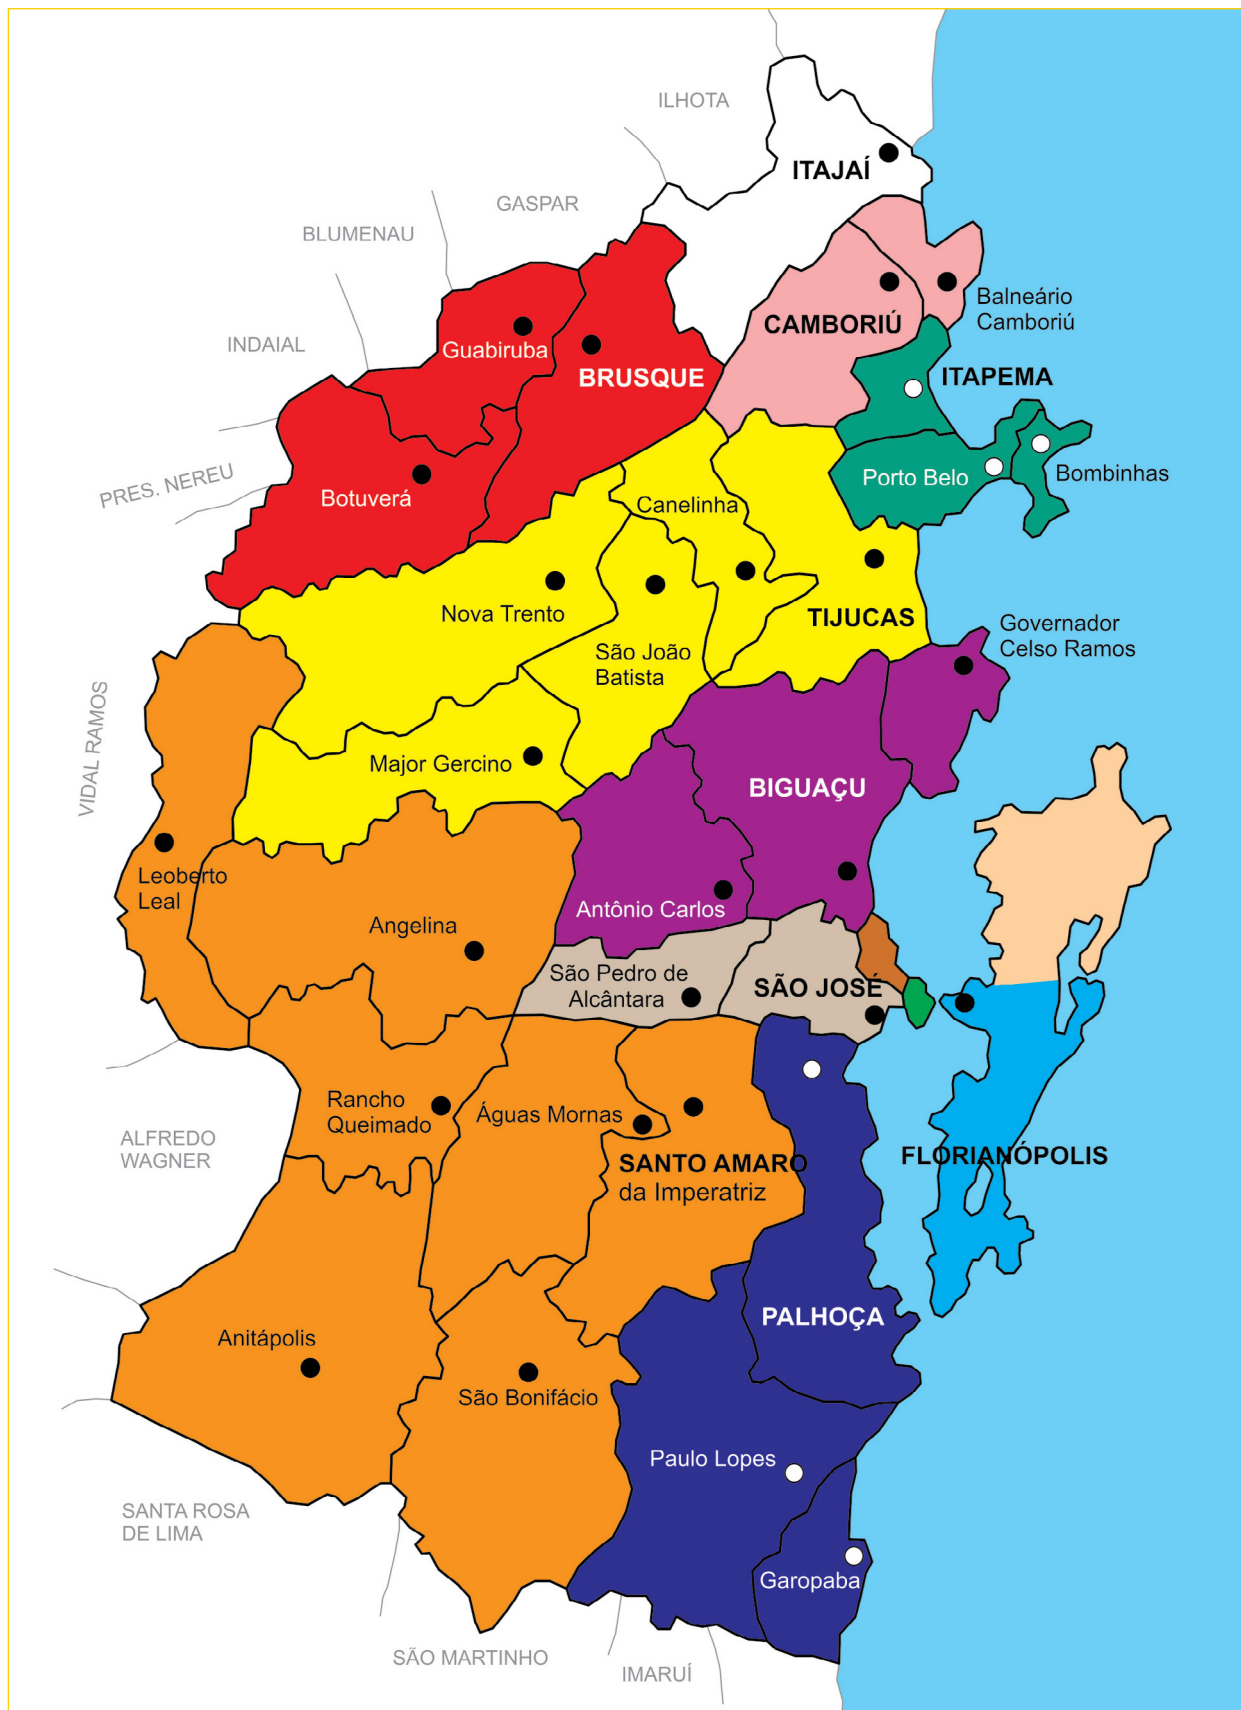 ILHOTA
ITAJAÍ
GASPAR
BLUMENAU
Balneário
Camboriú
CAMBORIÚ
INDAIAL
Guabiruba
BRUSQUE
ITAPEMA
PRES. NEREU
Botuverá
Porto Belo
Bombinhas
Canelinha
Nova Trento
TIJUCAS
São João
Batista
Governador
Celso Ramos
VIDAL RAMOS
Major Gercino
BIGUAÇU
Leoberto
Leal
Angelina
Antônio Carlos
São Pedro de
Alcântara
SÃO JOSÉ
Rancho
Queimado
Águas Mornas
ALFREDO
WAGNER
SANTO AMARO
da Imperatriz
FLORIANÓPOLIS
PALHOÇA
Anitápolis
São Bonifácio
Paulo Lopes
SANTA ROSA
DE LIMA
Garopaba
SÃO MARTINHO
IMARUÍ